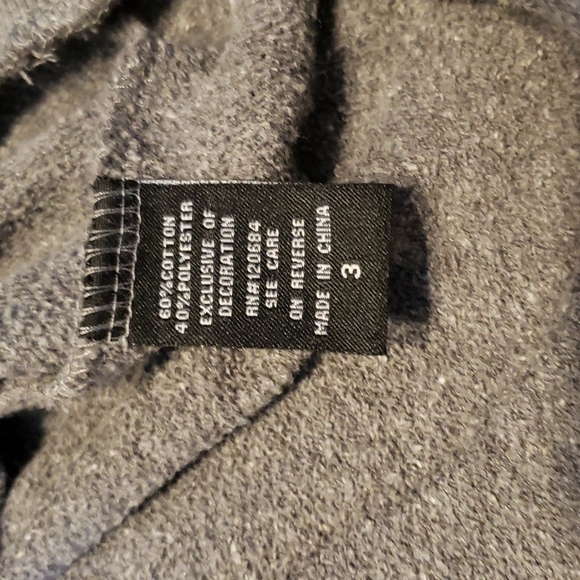 60%COTTON
40%POLYESTER
EXCLUSIVE OF
DECORATION
RN#120684
SEE CARE
ON REVERSE
MADE IN CHINA
3